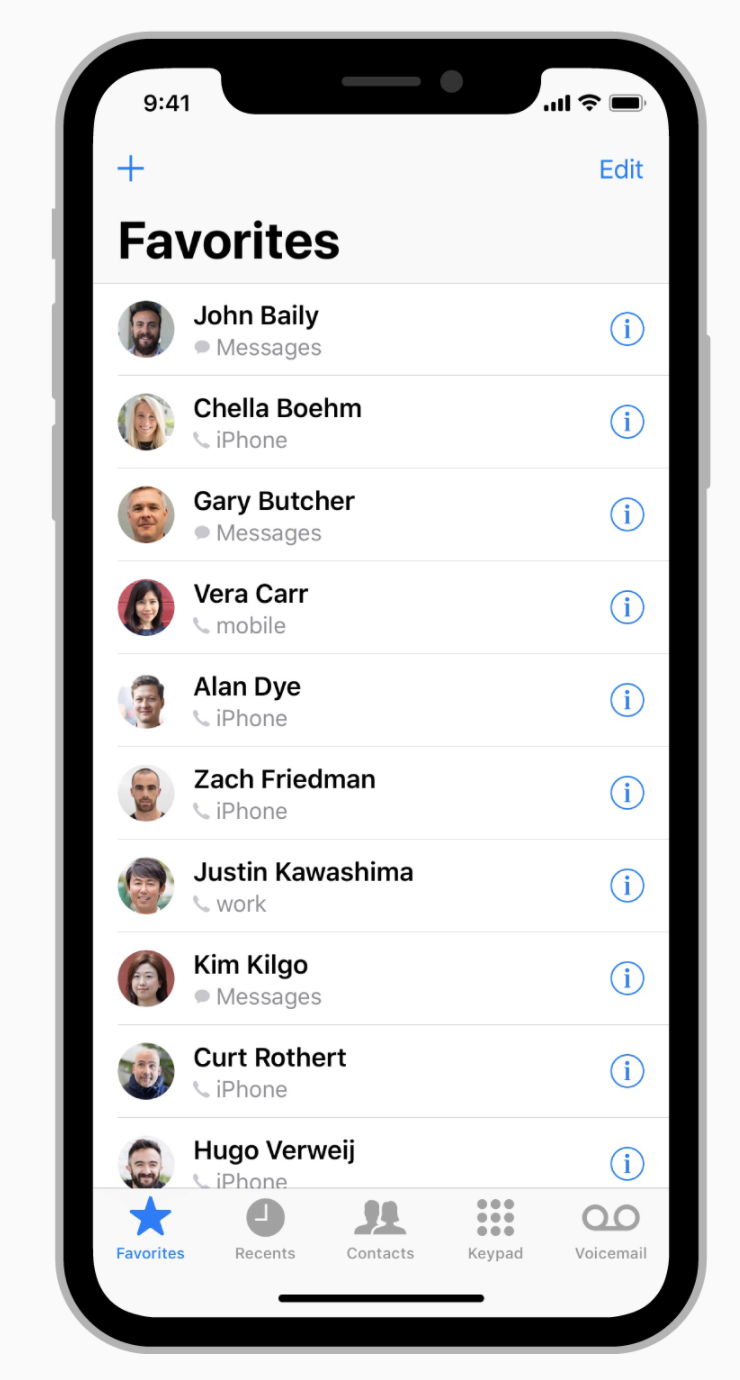 9:41
Edit
Favorites
John Baily
Messages
Chella Boehm
iPhone
Gary Butcher
Messages
Vera Carr
mobile
Alan Dye
iPhone
Zach Friedman
iPhone
Justin Kawashima
work
Kim Kilgo
Messages
Curt Rothert
iPhone
Hugo Verweij
iPhone
Favorites Recents Contacts Keypad Voicemail